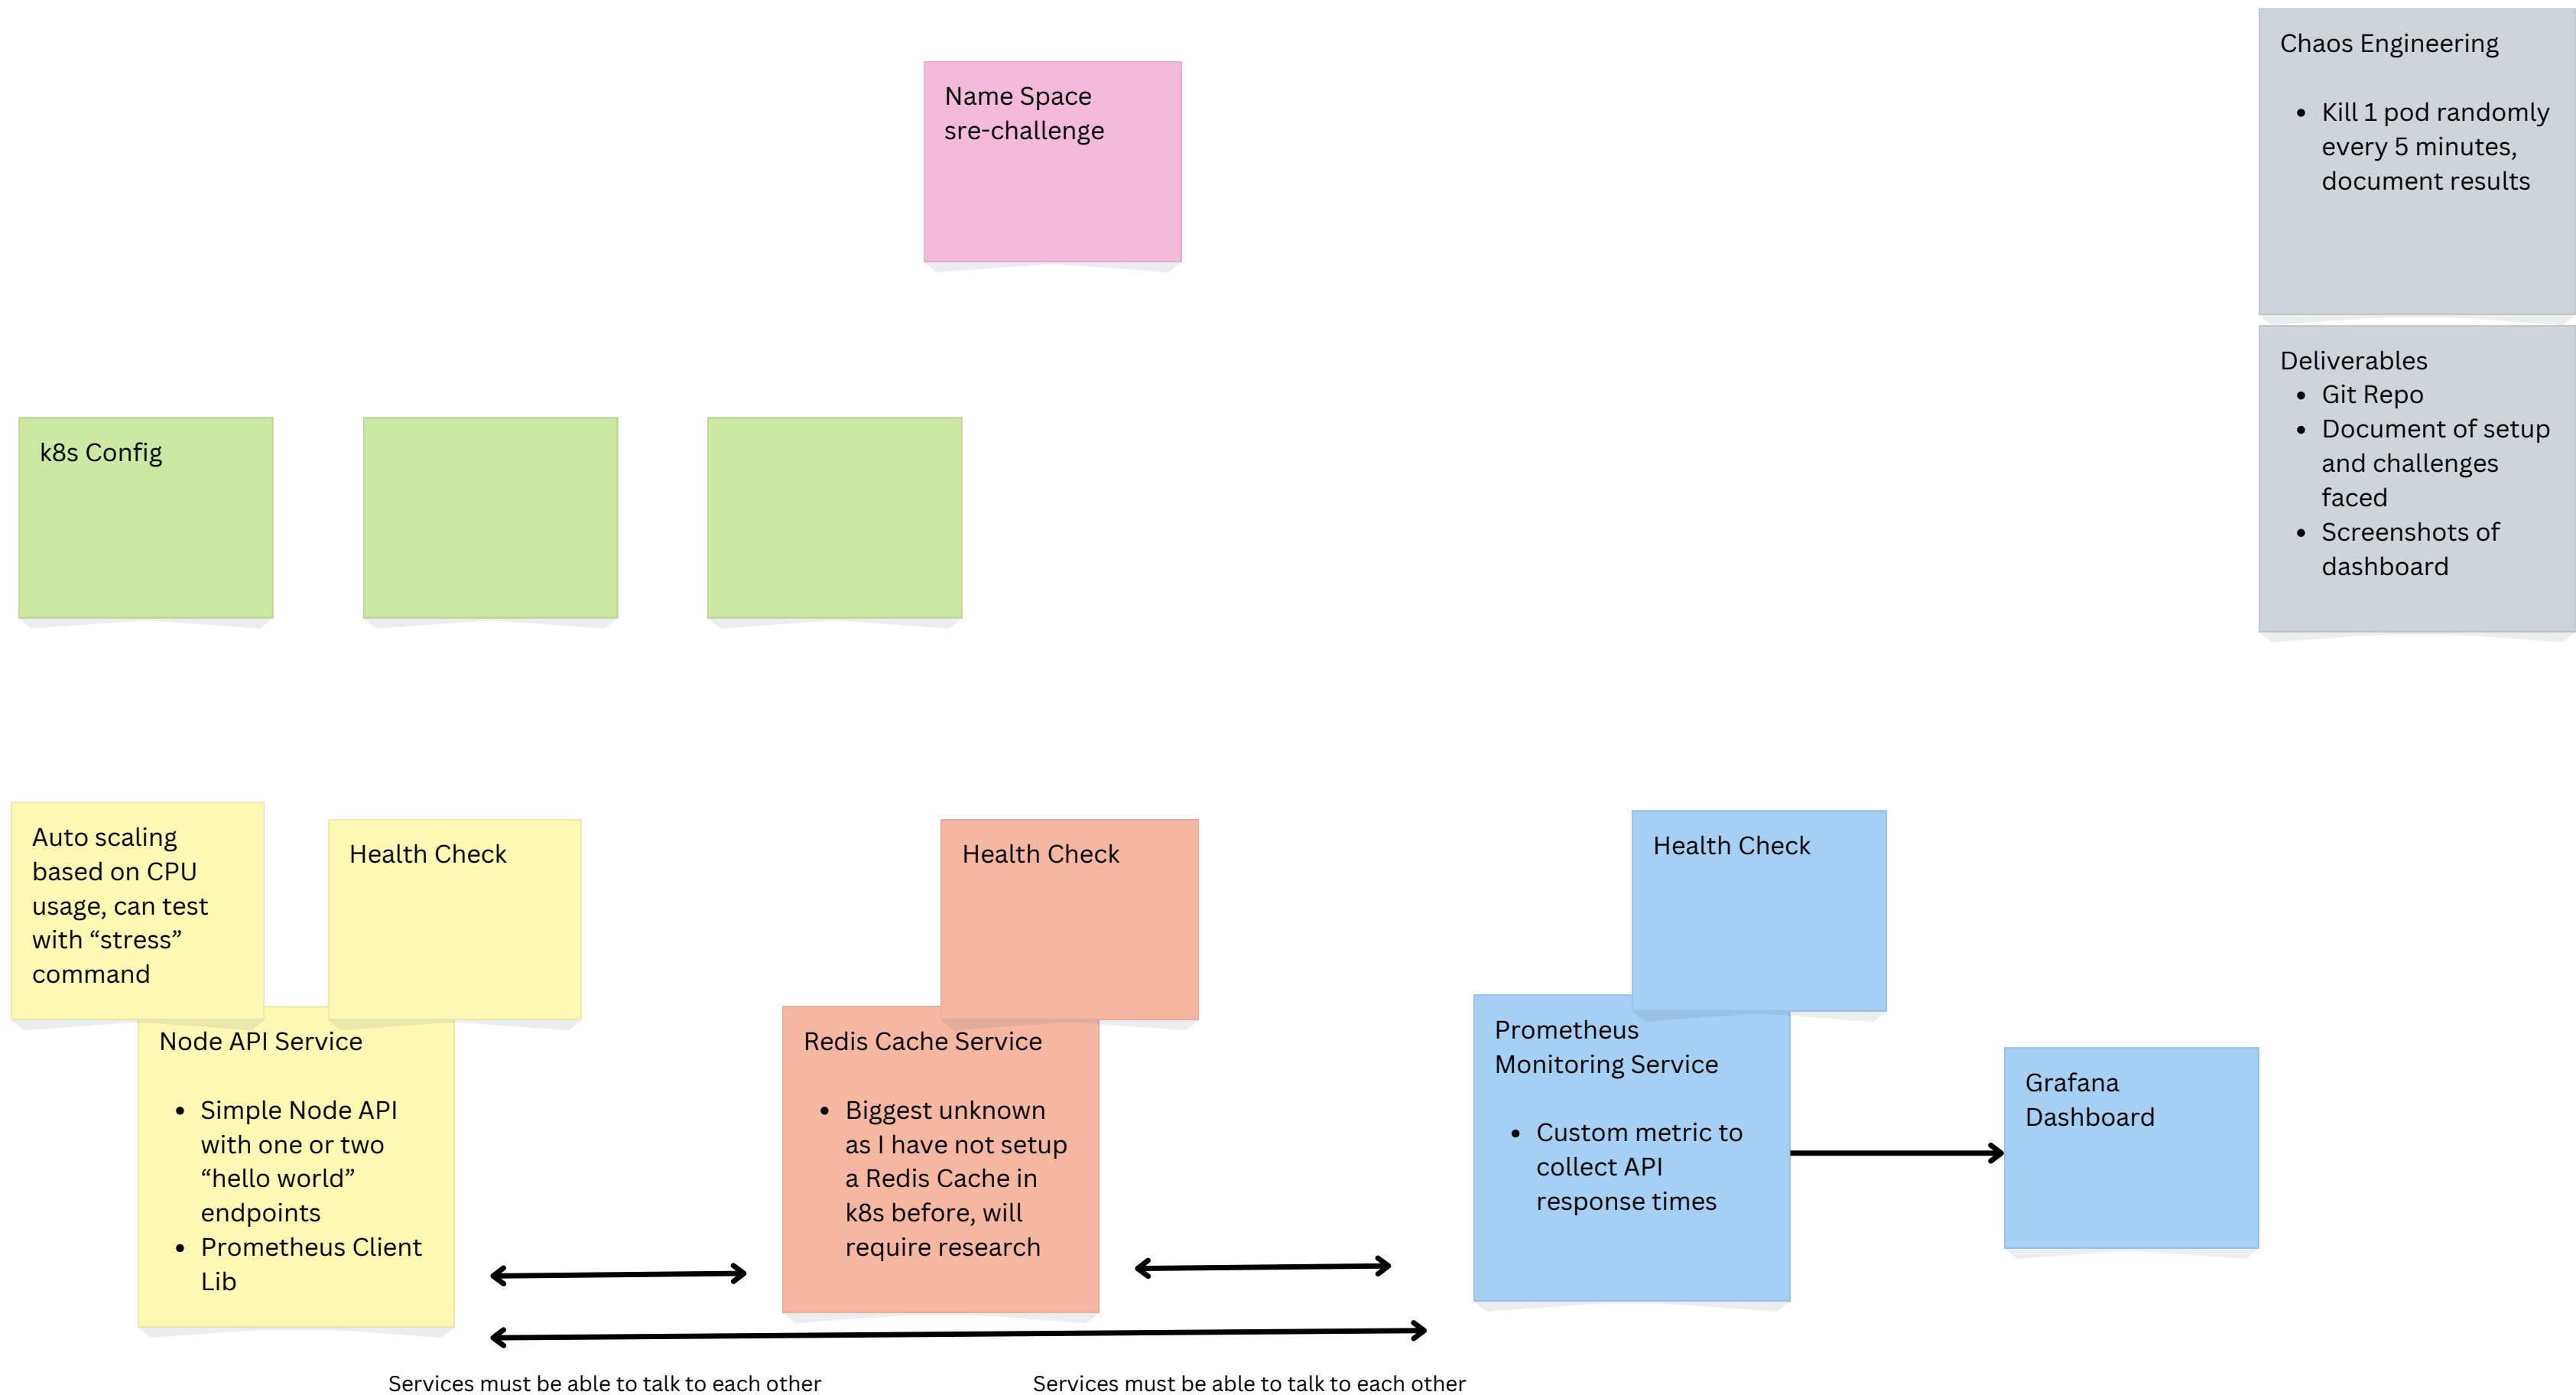 Chaos Engineering
• Kill 1 pod randomly
every 5 minutes,
document results
Name Space
sre-challenge
Deliverables
• Git Repo
• Document of setup
and challenges
faced
• Screenshots of
dashboard
k8s Config
Auto scaling
based on CPU
usage, can test
with “stress”
command
Health Check
Node API Service
• Simple Node API
with one or two
“hello world”
endpoints
• Prometheus Client
Lib
Health Check
Redis Cache Service
• Biggest unknown
as I have not setup
a Redis Cache in
k8s before, will
require research
Health Check
Prometheus
Monitoring Service
• Custom metric to
collect API
response times
Grafana
Dashboard
Services must be able to talk to each other
Services must be able to talk to each other